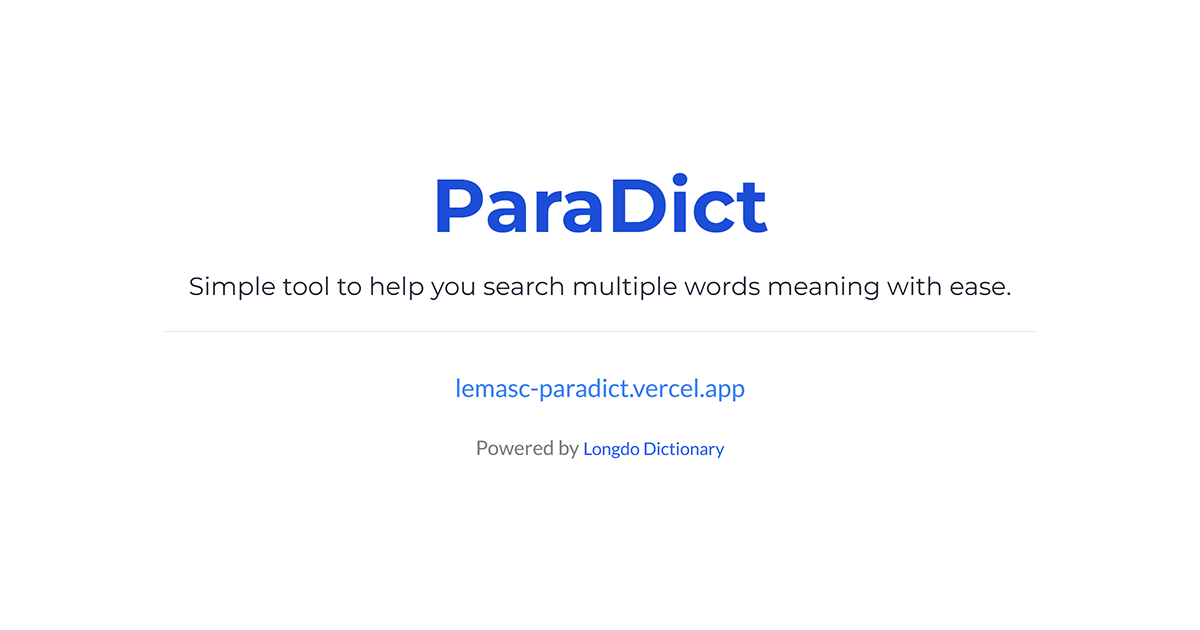 ParaDict
Simple tool to help you search multiple words meaning with ease.
lemasc-paradict.vercel.app
Powered by Longdo Dictionary